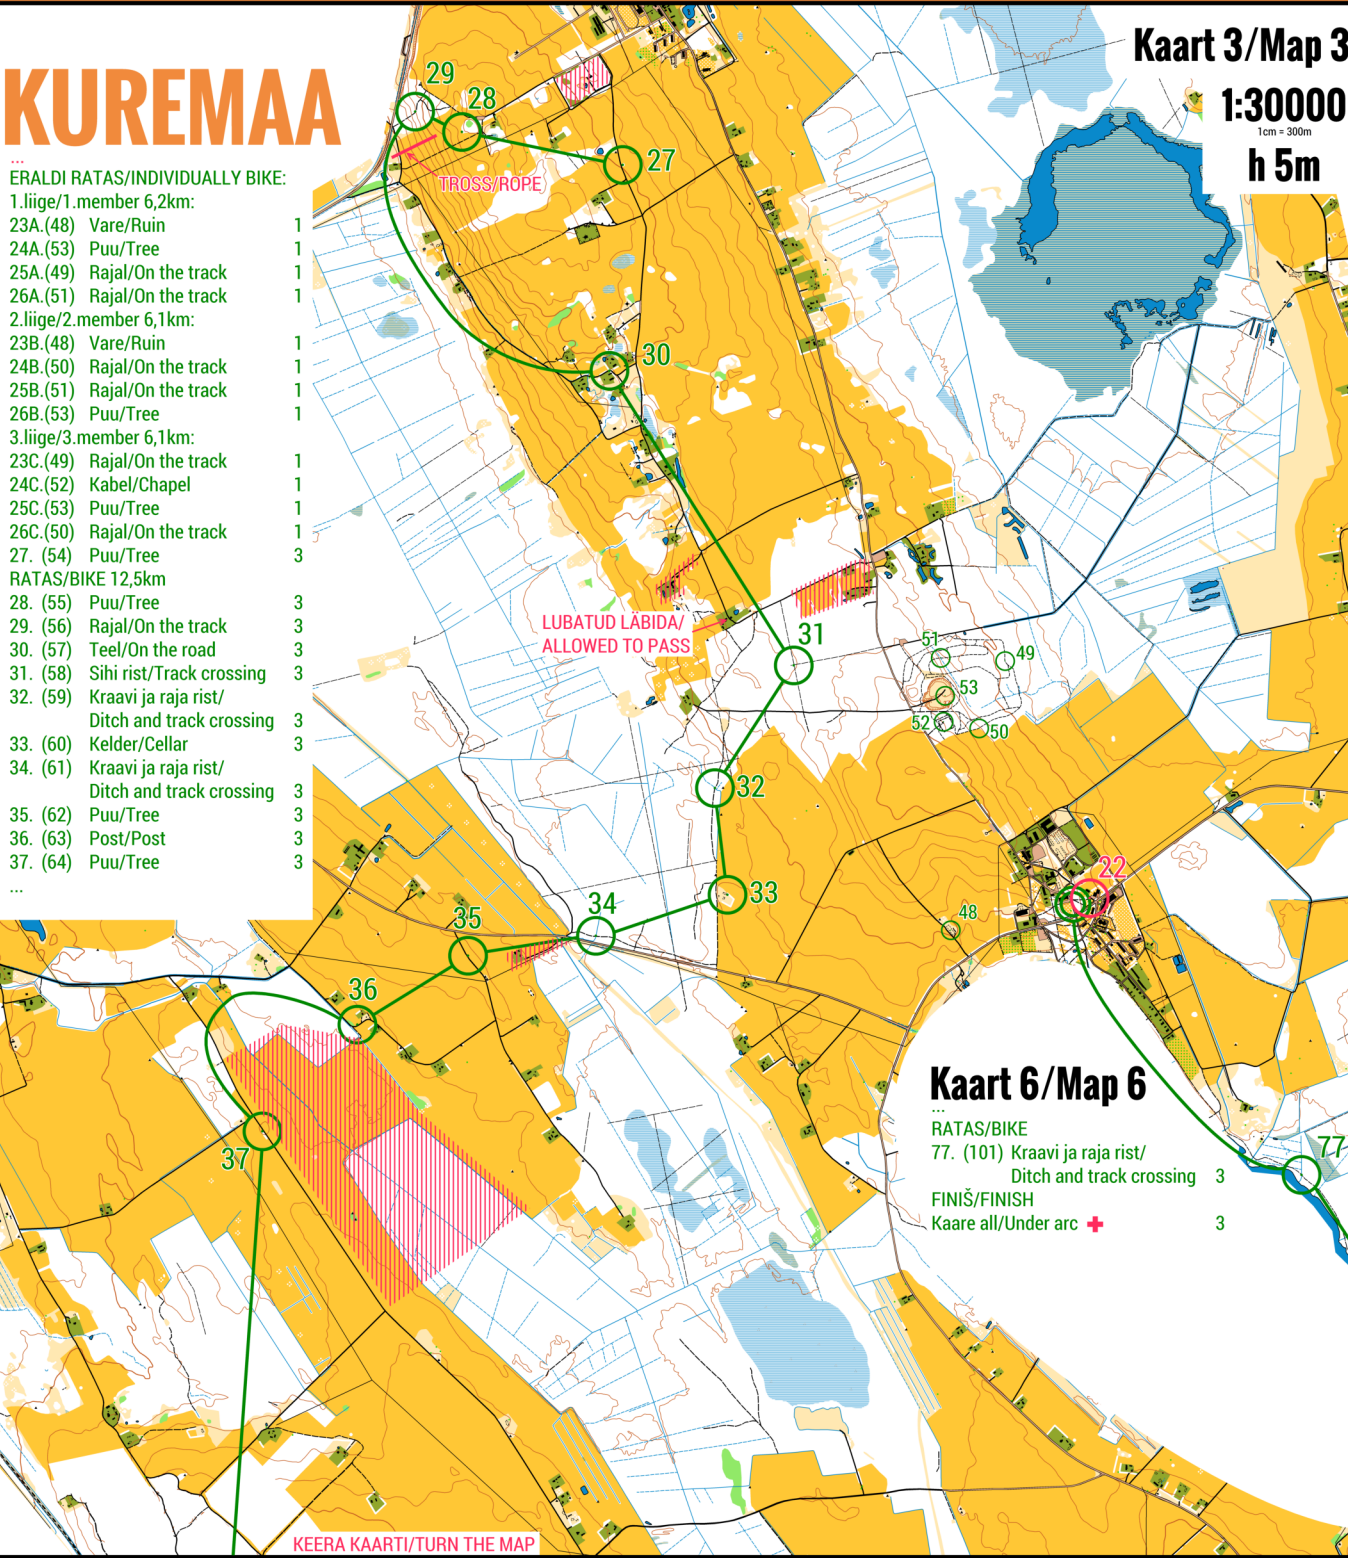 KUREMAA
...
ERALDI RATAS/INDIVIDUALLY BIKE:
1.liige/1.member 6,2km:
23A.(48) Vare/Ruin 1
24A.(53) Puu/Tree 1
25A.(49) Rajal/On the track 1
26A.(51) Rajal/On the track 1
2.liige/2.member 6,1km:
23B.(48) Vare/Ruin 1
24B.(50) Rajal/On the track 1
25B.(51) Rajal/On the track 1
26B.(53) Puu/Tree 1
3.liige/3.member 6,1km:
23C.(49) Rajal/On the track 1
24C.(52) Kabel/Chapel 1
25C.(53) Puu/Tree 1
26C.(50) Rajal/On the track 1
27. (54) Puu/Tree 3
RATAS/BIKE 12,5km
28. (55) Puu/Tree 3
29. (56) Rajal/On the track 3
30. (57) Teel/On the road 3
31. (58) Sihi rist/Track crossing 3
32. (59) Kraavi ja raja rist/
Ditch and track crossing 3
33. (60) Kelder/Cellar 3
34. (61) Kraavi ja raja rist/
Ditch and track crossing 3
35. (62) Puu/Tree 3
36. (63) Post/Post 3
37. (64) Puu/Tree 3
...
Kaart 3/Map 3
1:30000
1cm = 300m
h 5m
29
28
27
TROSS/ROPE
30
LUBATUD LÄBIDA/
ALLOWED TO PASS
31
51
49
53
52
50
32
33
34
35
36
37
48
22
Kaart 6/Map 6
...
RATAS/BIKE
77. (101) Kraavi ja raja rist/
Ditch and track crossing 3
FINIŠ/FINISH
Kaare all/Under arc 3
77
KEERA KAARTI/TURN THE MAP